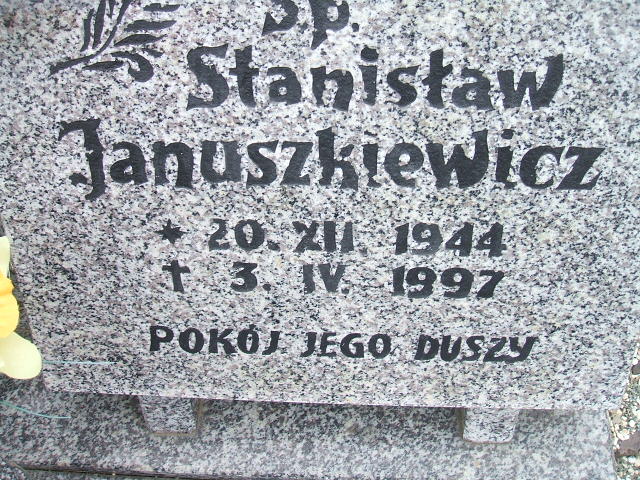 Sp.
Stanisław
Januszkiewicz
★ 20. XII. 1944
† 3. IV. 1997
POKÓJ JEGO DUSZY